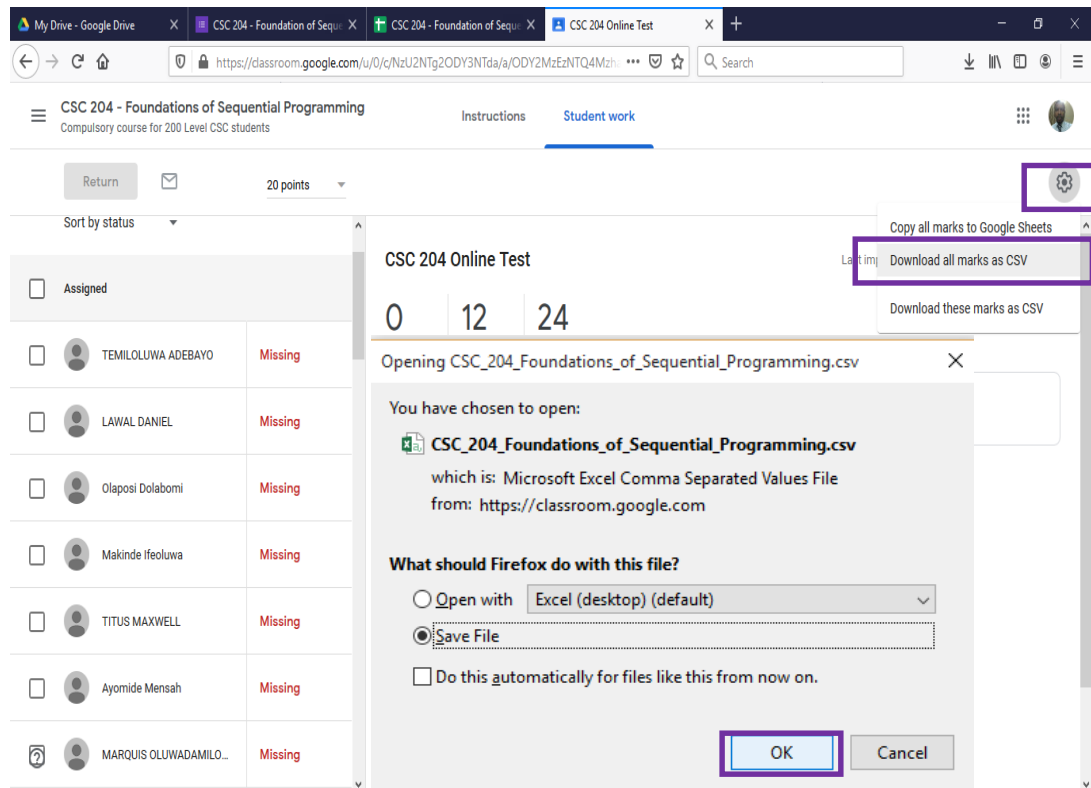 My Drive - Google Drive
CSC 204 - Foundation of Seque
CSC 204 - Foundation of Seque
CSC 204 Online Test
https://classroom.google.com/u/0/c/NzU2NTg2ODY3NTda/a/ODY2MzEzNTQ4Mzha
Search
CSC 204 - Foundations of Sequential Programming
Compulsory course for 200 Level CSC students
Instructions
Student work
Return
20 points
Sort by status
Copy all marks to Google Sheets
Download all marks as CSV
Download these marks as CSV
CSC 204 Online Test
Last imp
Assigned
0 12 24
TEMILOLUWA ADEBAYO Missing
LAWAL DANIEL Missing
Olaposi Dolabomi Missing
Makinde Ifeoluwa Missing
TITUS MAXWELL Missing
Ayomide Mensah Missing
MARQUIS OLUWADAMILO... Missing
Opening CSC_204_Foundations_of_Sequential_Programming.csv
You have chosen to open:
CSC_204_Foundations_of_Sequential_Programming.csv
which is: Microsoft Excel Comma Separated Values File
from: https://classroom.google.com
What should Firefox do with this file?
Open with Excel (desktop) (default)
Save File
Do this automatically for files like this from now on.
OK Cancel